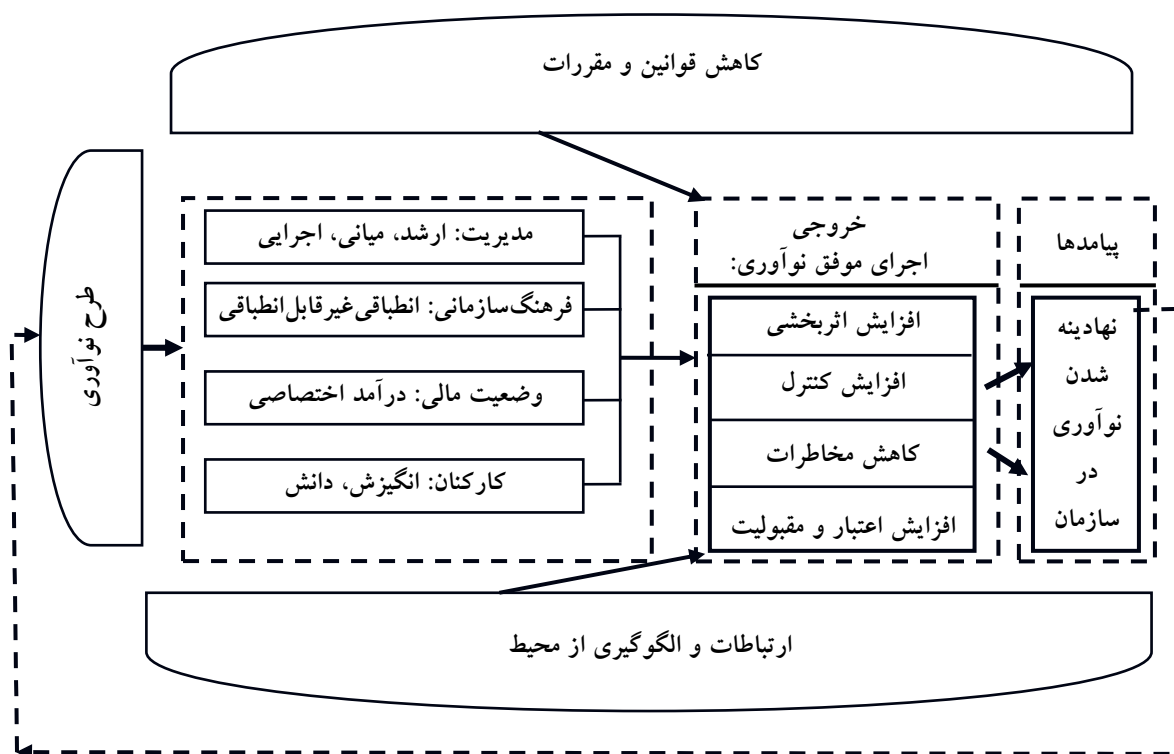 کاهش قوانین و مقررات
طرح نوآوری
مدیریت: ارشد، میانی، اجرایی
فرهنگ‌سازمانی: انطباقی‌غیرقابل‌انطباقی
وضعیت مالی: درآمد اختصاصی
کارکنان: انگیزش، دانش
خروجی
اجرای موفق نوآوری:
افزایش اثربخشی
افزایش کنترل
کاهش مخاطرات
افزایش اعتبار و مقبولیت
پیامدها
نهادینه
شدن
نوآوری
در
سازمان
ارتباطات و الگوگیری از محیط